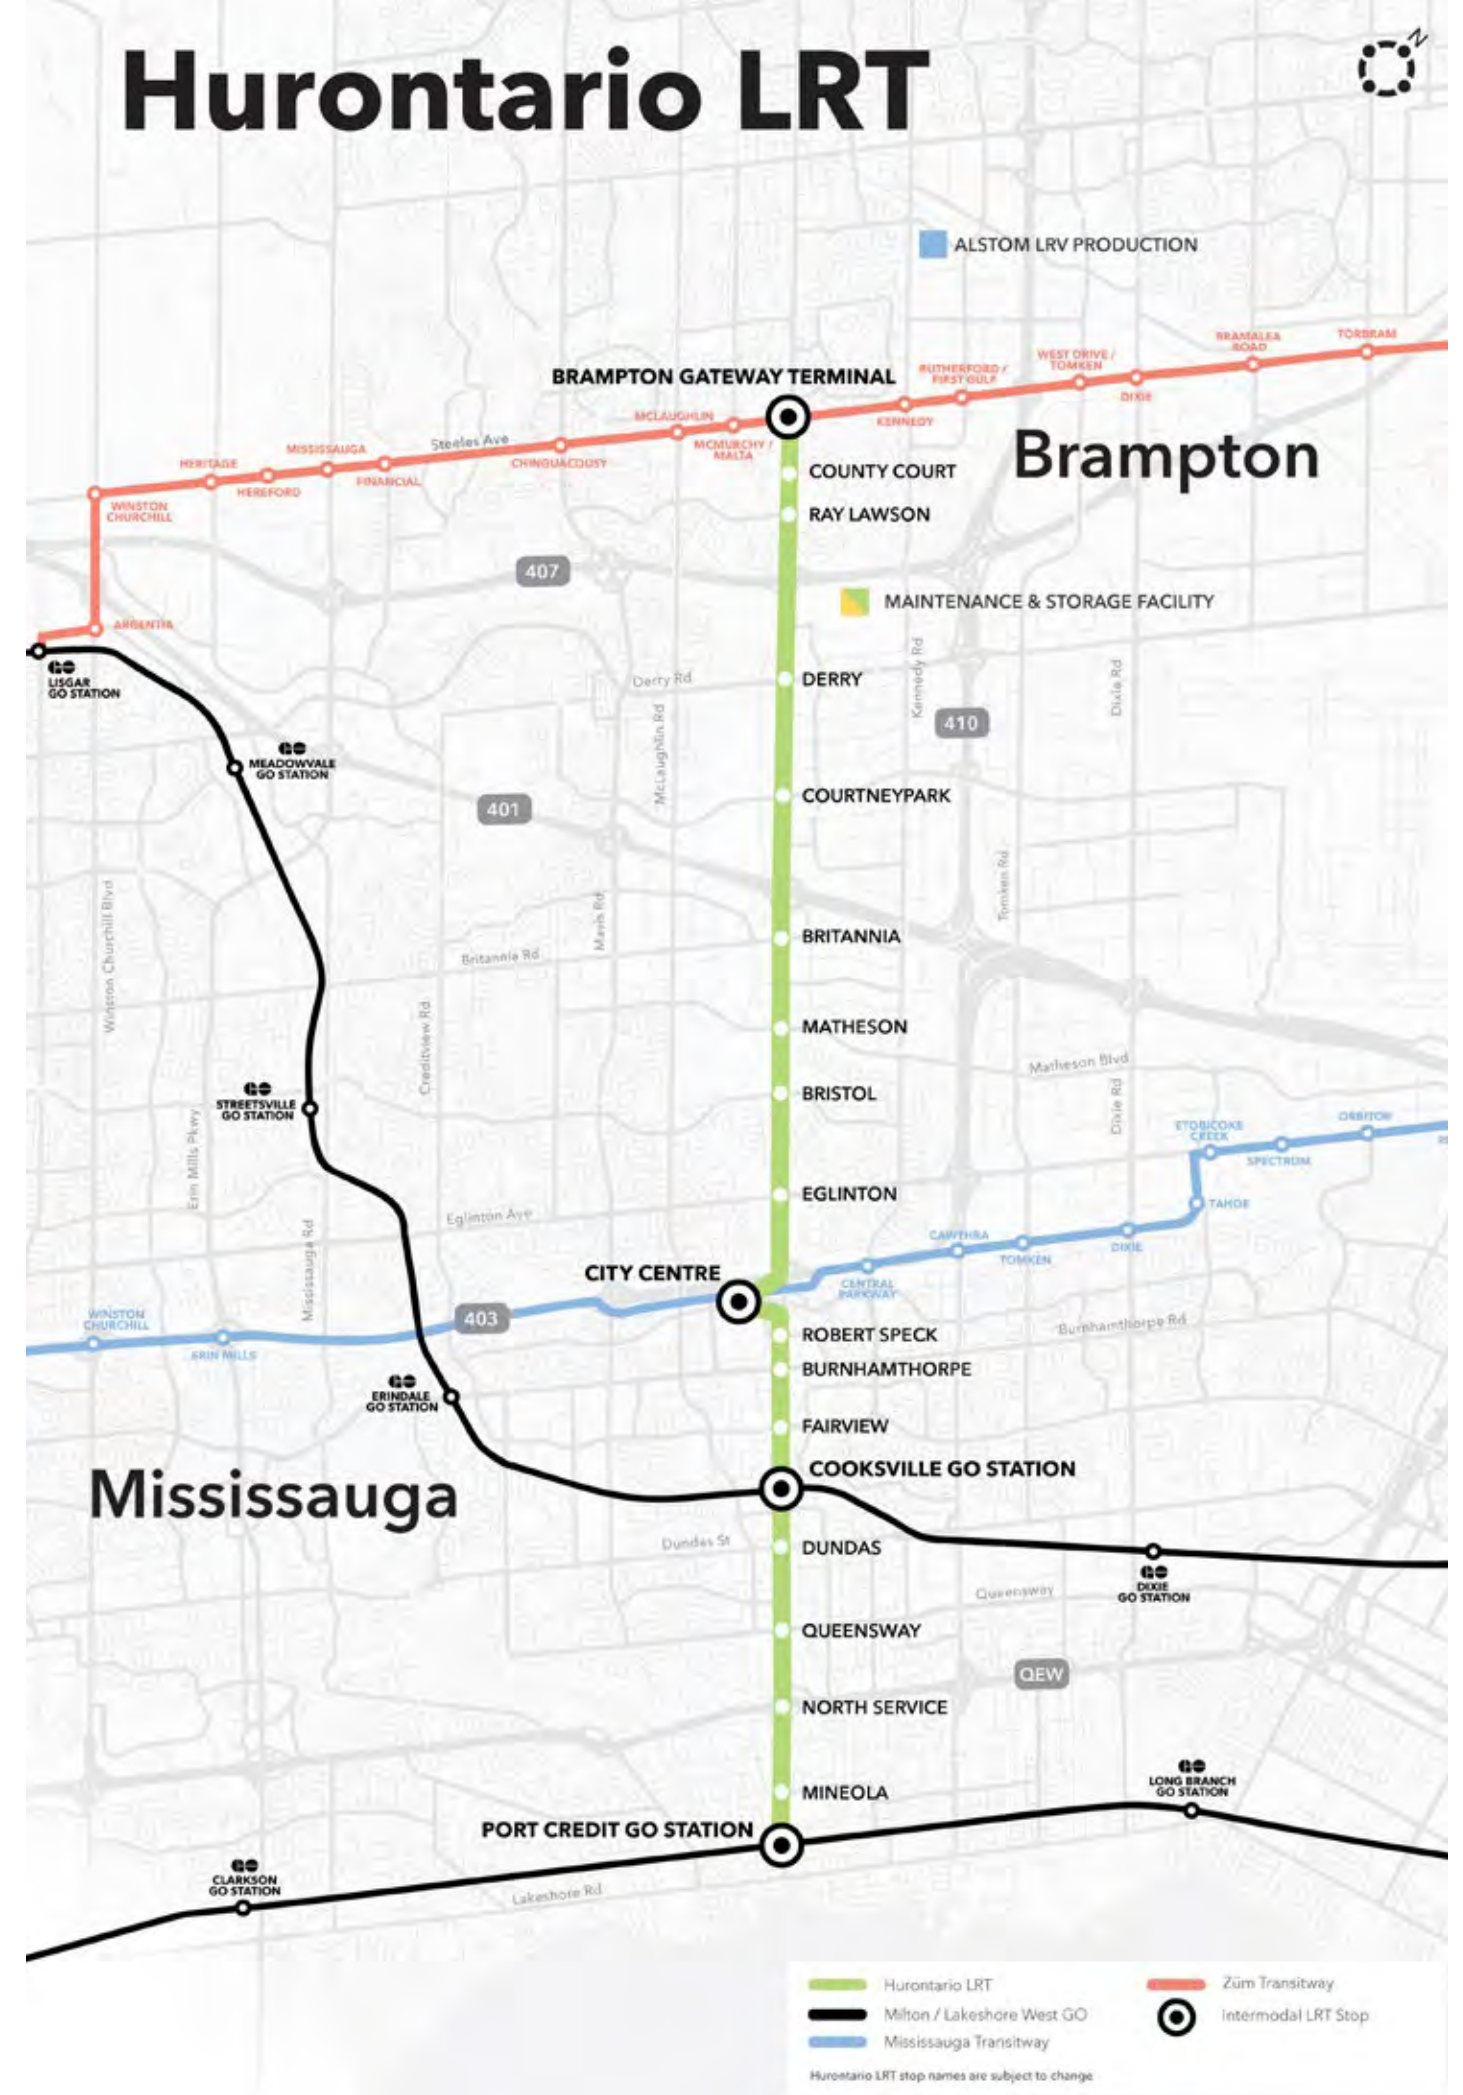 Hurontario LRT
N
ALSTOM LRV PRODUCTION
BRAMALEA
ROAD
TORBRAM
WEST DRIVE /
TOMKEN
RUTHERFORD /
FIRST GULF
DIXIE
KENNEDY
BRAMPTON GATEWAY TERMINAL
MCLAUGHLIN
MCMURCHY /
MALTA
Steeles Ave
CHINGUACOUSY
MISSISSAUGA
FINANCIAL
HERITAGE
HEREFORD
WINSTON
CHURCHILL
ARGENTIA
Brampton
COUNTY COURT
RAY LAWSON
407
MAINTENANCE & STORAGE FACILITY
GO
LISGAR
GO STATION
Derry Rd
DERRY
Kennedy Rd
Dixie Rd
410
McLaughlin Rd
GO
MEADOWVALE
GO STATION
401
COURTNEYPARK
Tomken Rd
Winston Churchill Blvd
Mavis Rd
Britannia Rd
BRITANNIA
Creditview Rd
MATHESON
Matheson Blvd
BRISTOL
Dixie Rd
GO
STREETSVILLE
GO STATION
Erin Mills Pkwy
ETOBICOKE
CREEK
SPECTRUM
ORBITOR
TAHOE
EGLINTON
Eglinton Ave
Mississauga Rd
CAWTHRA
TOMKEN
DIXIE
CENTRAL
PARKWAY
CITY CENTRE
403
WINSTON
CHURCHILL
ERIN MILLS
Burnhamthorpe Rd
ROBERT SPECK
BURNHAMTHORPE
GO
ERINDALE
GO STATION
FAIRVIEW
Mississauga
COOKSVILLE GO STATION
Dundas St
DUNDAS
GO
DIXIE
GO STATION
Queensway
QUEENSWAY
QEW
NORTH SERVICE
MINEOLA
GO
LONG BRANCH
GO STATION
PORT CREDIT GO STATION
GO
CLARKSON
GO STATION
Lakeshore Rd
Hurontario LRT
Milton / Lakeshore West GO
Mississauga Transitway
Züm Transitway
Intermodal LRT Stop
Hurontario LRT stop names are subject to change